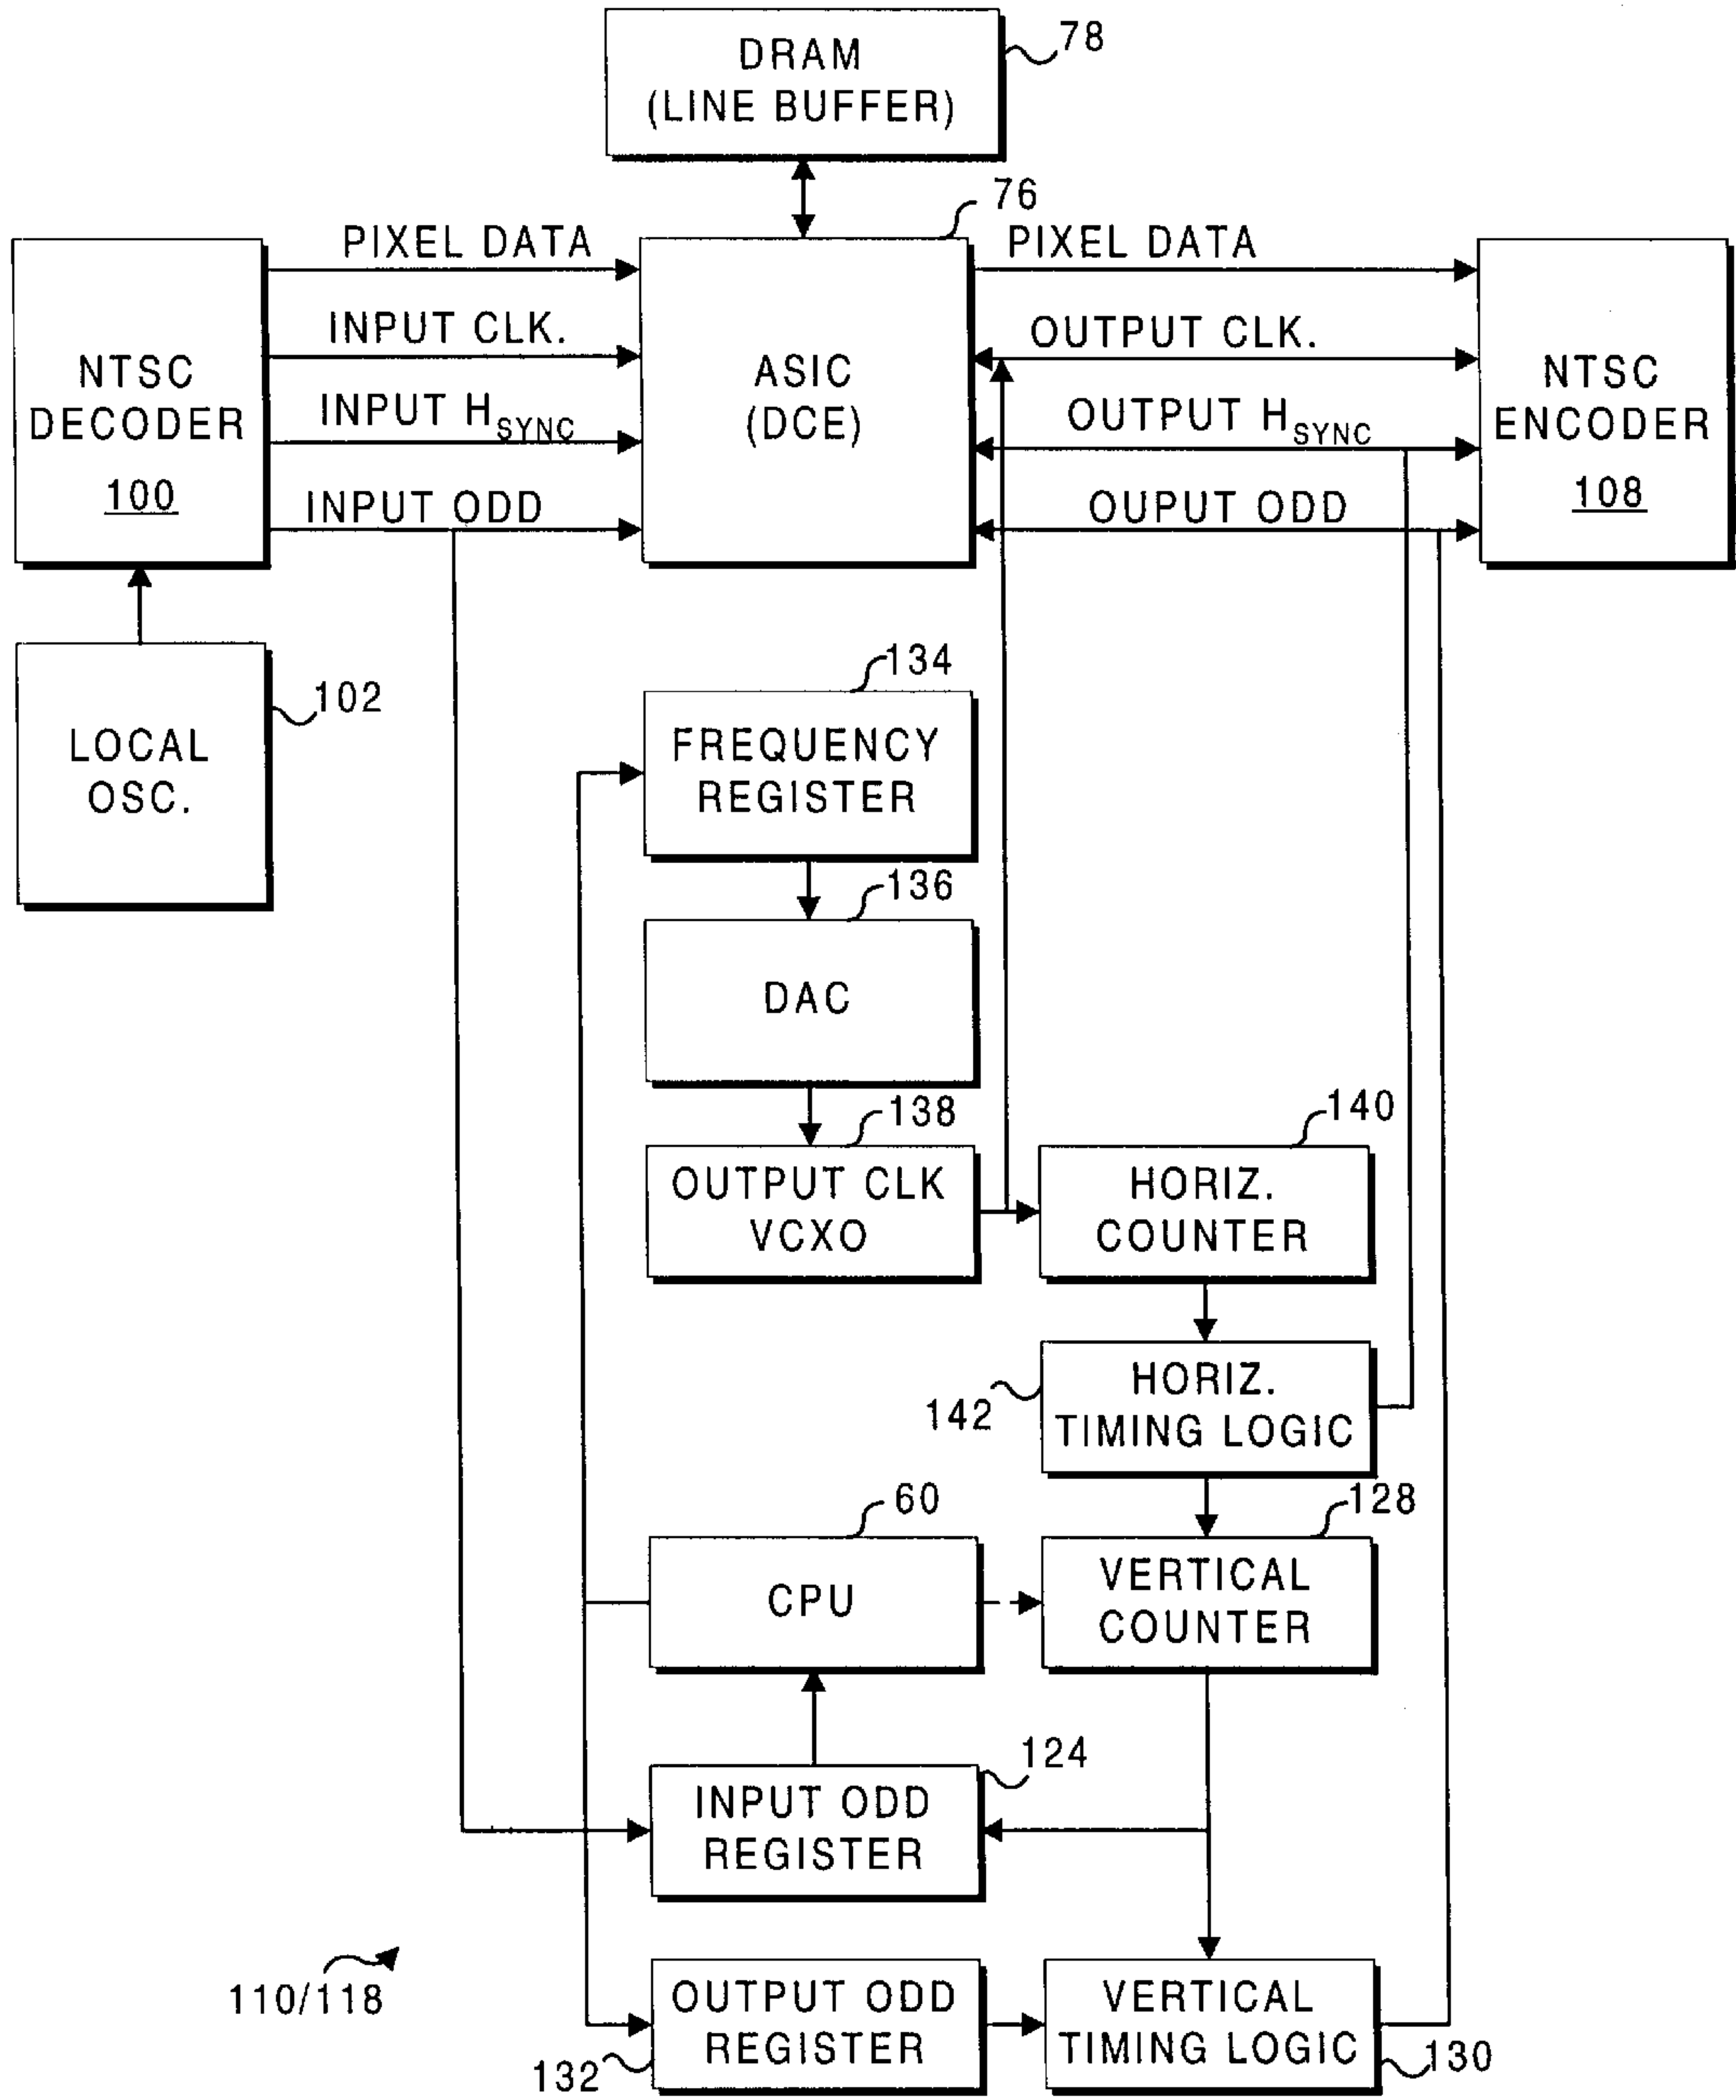 DRAM
(LINE BUFFER)
78
76
PIXEL DATA
PIXEL DATA
INPUT CLK.
OUTPUT CLK.
NTSC
DECODER
100
ASIC
(DCE)
NTSC
ENCODER
108
INPUT HSYNC
OUTPUT HSYNC
INPUT ODD
OUPUT ODD
LOCAL
OSC.
102
134
FREQUENCY
REGISTER
136
DAC
138
OUTPUT CLK
VCXO
140
HORIZ.
COUNTER
142
HORIZ.
TIMING LOGIC
60
CPU
128
VERTICAL
COUNTER
124
INPUT ODD
REGISTER
110/118
OUTPUT ODD
REGISTER
132
VERTICAL
TIMING LOGIC
130